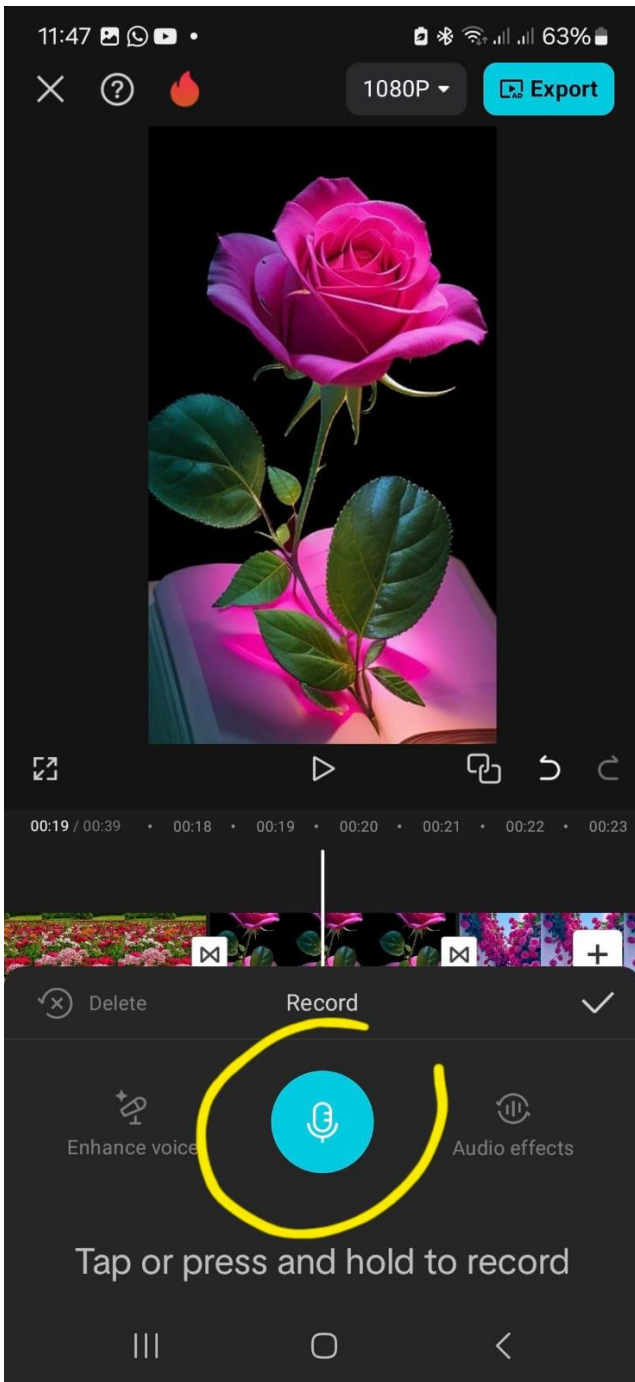 11:47 63%
1080P Export
AD
00:19 / 00:39 00:18 00:19 00:20 00:21 00:22 00:23
Delete Record
Enhance voice Audio effects
Tap or press and hold to record